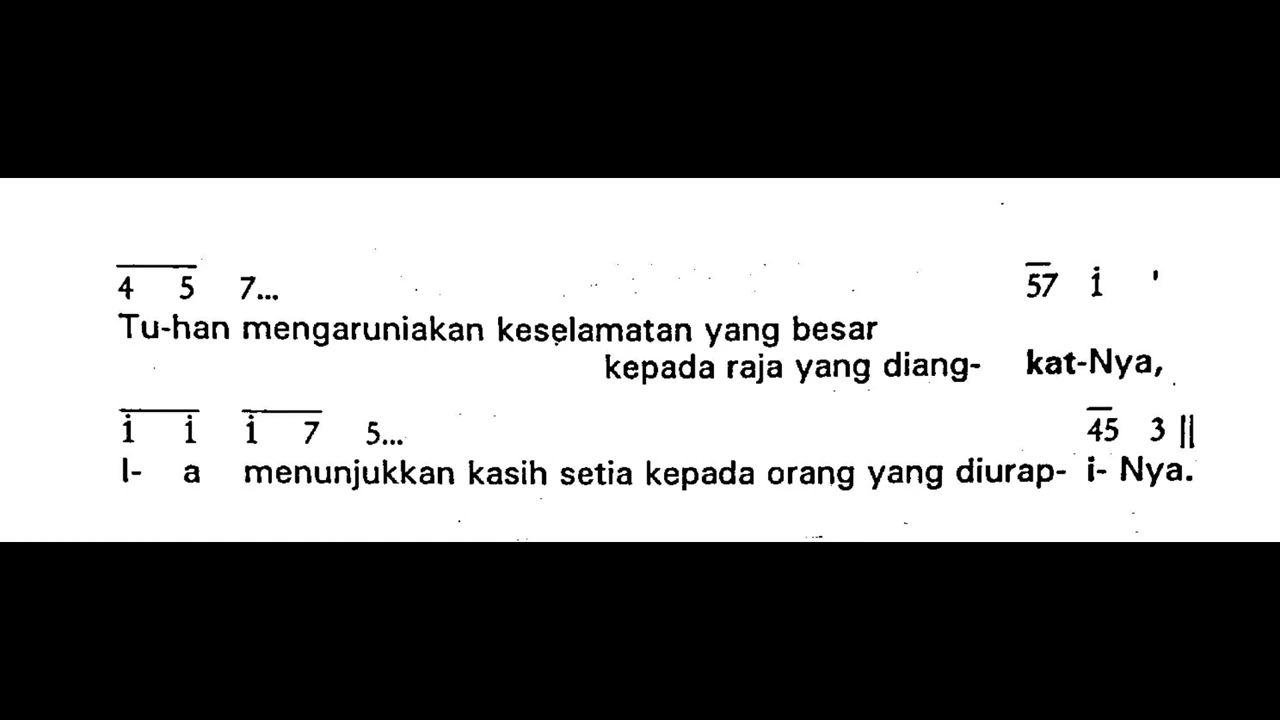 4 5 7... 57 i '
Tu-han mengaruniakan keselamatan yang besar
kepada raja yang diang- kat-Nya,
i i i 7 5... 45 3 ||
I- a menunjukkan kasih setia kepada orang yang diurap- i- Nya.